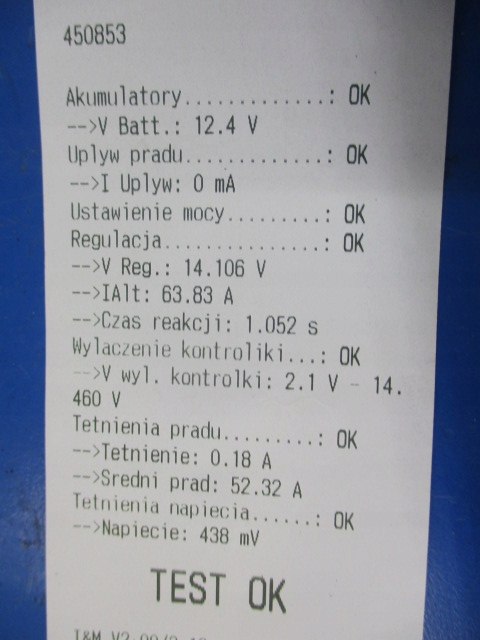 450853
Akumulatory.............: OK
-->V Batt.: 12.4 V
Uplyw pradu.............: OK
-->I Uplyw: 0 mA
Ustawienie mocy.........: OK
Regulacja...............: OK
-->V Reg.: 14.106 V
-->IAlt: 63.83 A
-->Czas reakcji: 1.052 s
Wylaczenie kontroliki...: OK
-->V wyl. kontrolki: 2.1 V - 14.
460 V
Tetnienia pradu.........: OK
-->Tetnienie: 0.18 A
-->Sredni prad: 52.32 A
Tetnienia napiecia......: OK
-->Napiecie: 438 mV
TEST OK